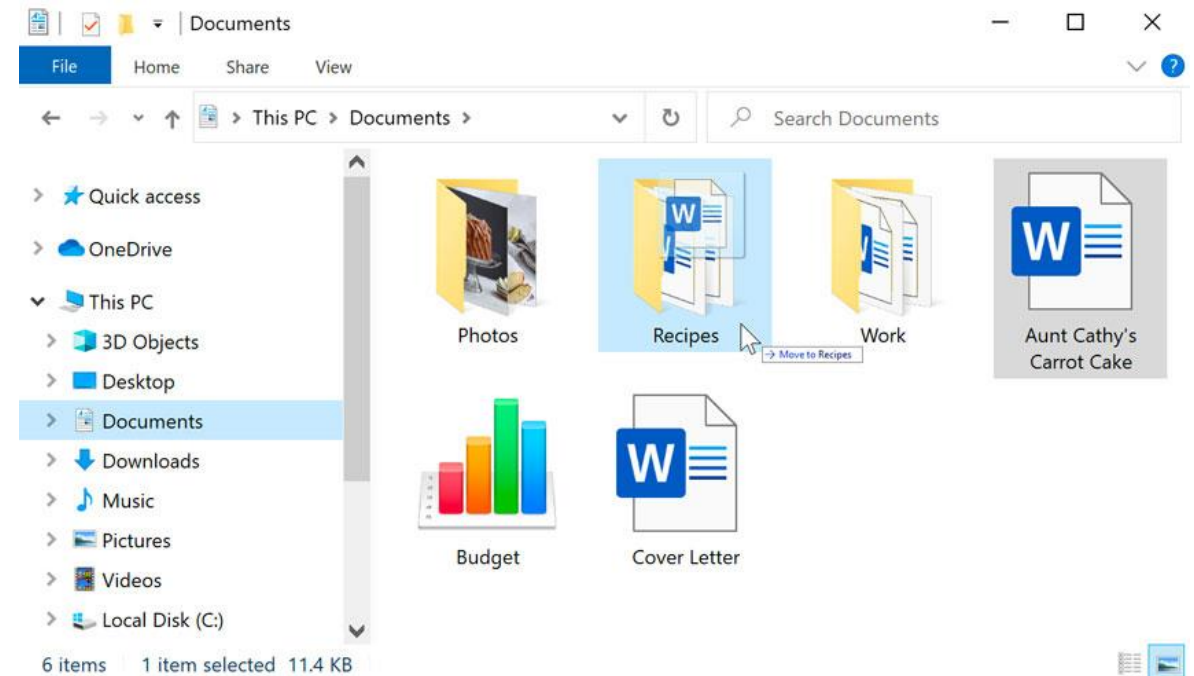 Documents
File Home Share View
This PC > Documents >
Search Documents
Quick access
OneDrive
This PC
3D Objects
Desktop
Documents
Downloads
Music
Pictures
Videos
Local Disk (C:)
Photos
Recipes
Work
Aunt Cathy's
Carrot Cake
→ Move to Recipes
Budget
Cover Letter
6 items 1 item selected 11.4 KB